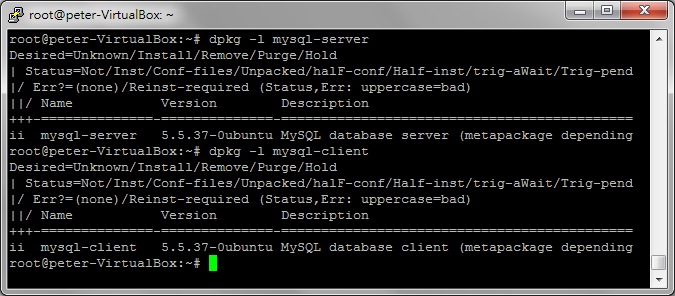 root@peter-VirtualBox: ~
root@peter-VirtualBox:~# dpkg -l mysql-server
Desired=Unknown/Install/Remove/Purge/Hold
| Status=Not/Inst/Conf-files/Unpacked/halF-conf/Half-inst/trig-aWait/Trig-pend
|/ Err?=(none)/Reinst-required (Status,Err: uppercase=bad)
||/ Name           Version        Description
+++-==============-==============-============================================
ii  mysql-server   5.5.37-0ubuntu MySQL database server (metapackage depending
root@peter-VirtualBox:~# dpkg -l mysql-client
Desired=Unknown/Install/Remove/Purge/Hold
| Status=Not/Inst/Conf-files/Unpacked/halF-conf/Half-inst/trig-aWait/Trig-pend
|/ Err?=(none)/Reinst-required (Status,Err: uppercase=bad)
||/ Name           Version        Description
+++-==============-==============-============================================
ii  mysql-client   5.5.37-0ubuntu MySQL database client (metapackage depending
root@peter-VirtualBox:~#